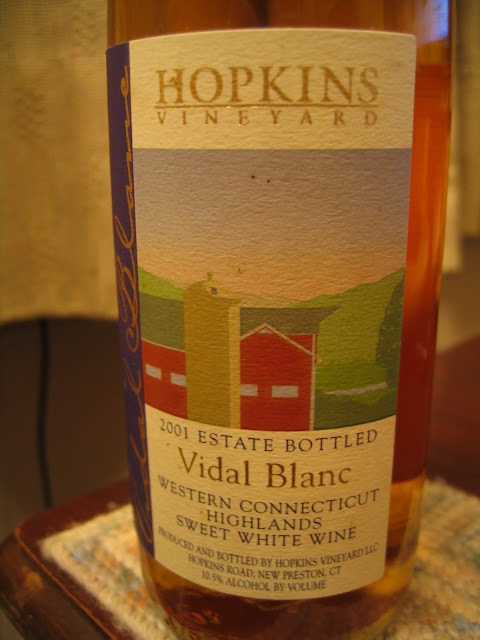 HOPKINS
VINEYARD
2001 ESTATE BOTTLED
Vidal Blanc
WESTERN CONNECTICUT
HIGHLANDS
SWEET WHITE WINE
PRODUCED AND BOTTLED BY HOPKINS VINEYARD LLC
HOPKINS ROAD, NEW PRESTON, CT
10.5% ALCOHOL BY VOLUME